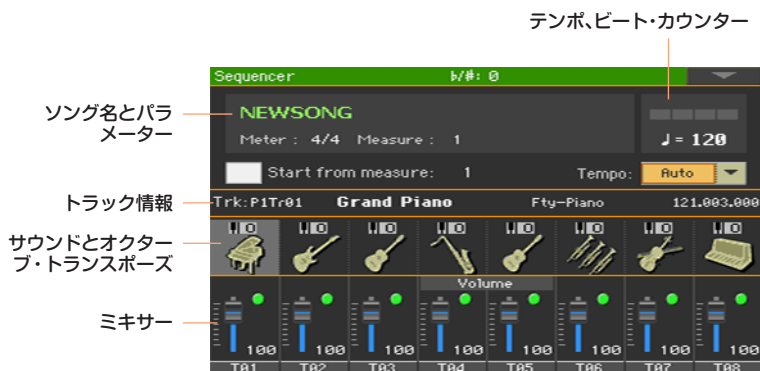 テンポ、ビート・カウンター
Sequencer ♭/#: 0
ソング名とパラ
メーター
NEWSONG
Meter : 4/4 Measure : 1
♩= 120
Start from measure: 1 Tempo: Auto
トラック情報
Trk:P1Tr01 Grand Piano Fty-Piano 121.003.000
サウンドとオクター
ブ・トランスポーズ
0 0 0 0 0 0 0 0
Volume
ミキサー
100 100 100 100 100 100 100 100
T01 T02 T03 T04 T05 T06 T07 T08